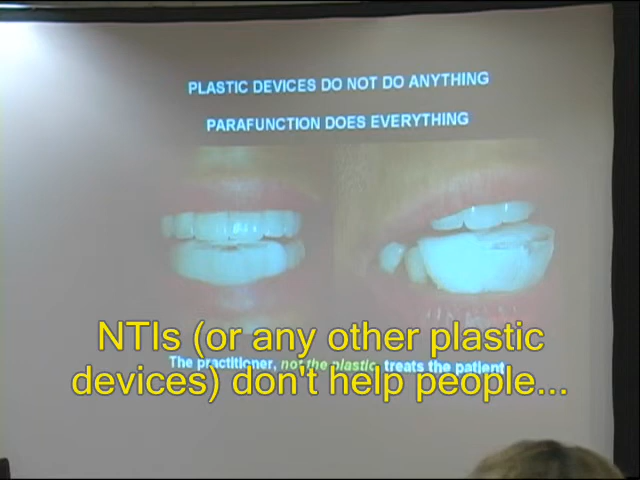 PLASTIC DEVICES DO NOT DO ANYTHING
PARAFUNCTION DOES EVERYTHING
The practitioner, not the plastic, treats the patient
NTIs (or any other plastic
devices) don't help people...